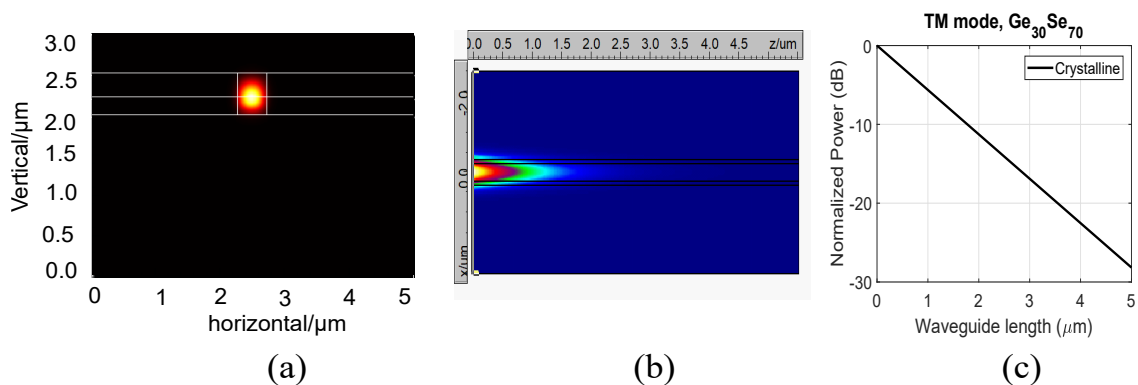 3.0
2.5
2.0
1.5
1.0
0.5
0.0
Vertical/µm
0 1 2 3 4 5
horizontal/µm
(a)
0.0 0.5 1.0 1.5 2.0 2.5 3.0 3.5 4.0 4.5 z/um
-2.0
0.0
x/um
(b)
TM mode, Ge30Se70
Crystalline
0
-10
-20
-30
Normalized Power (dB)
0 1 2 3 4 5
Waveguide length (µm)
(c)